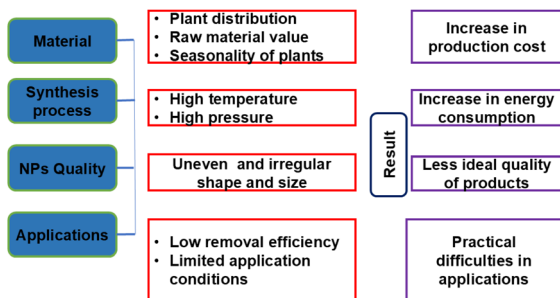 Material
• Plant distribution
• Raw material value
• Seasonality of plants
Increase in
production cost
Synthesis
process
• High temperature
• High pressure
Increase in energy
consumption
Result
NPs Quality
Uneven and irregular
shape and size
Less ideal quality
of products
Applications
• Low removal efficiency
• Limited application
conditions
Practical
difficulties in
applications